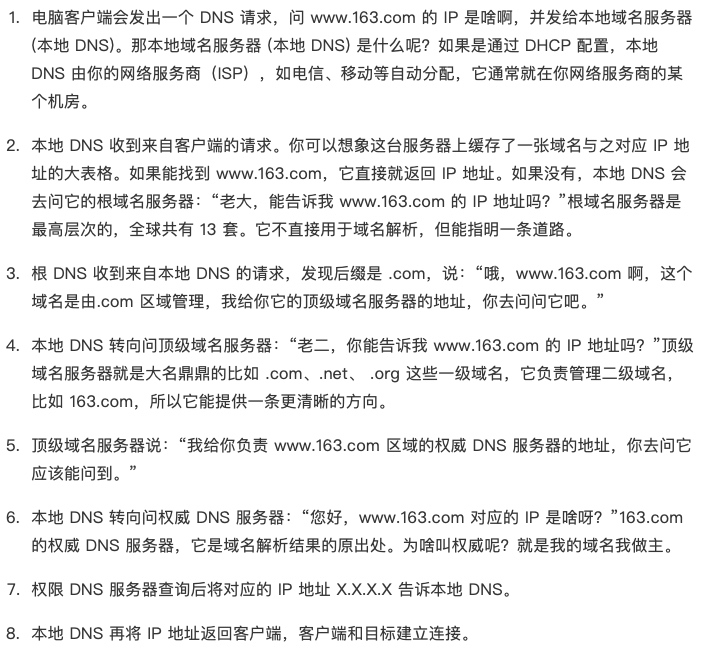 1. 电脑客户端会发出一个 DNS 请求，问 www.163.com 的 IP 是啥啊，并发给本地域名服务器
(本地 DNS)。那本地域名服务器 (本地 DNS) 是什么呢？如果是通过 DHCP 配置，本地
DNS 由你的网络服务商（ISP），如电信、移动等自动分配，它通常就在你网络服务商的某
个机房。
2. 本地 DNS 收到来自客户端的请求。你可以想象这台服务器上缓存了一张域名与之对应 IP 地
址的大表格。如果能找到 www.163.com，它直接就返回 IP 地址。如果没有，本地 DNS 会
去问它的根域名服务器：“老大，能告诉我 www.163.com 的 IP 地址吗？”根域名服务器是
最高层次的，全球共有 13 套。它不直接用于域名解析，但能指明一条道路。
3. 根 DNS 收到来自本地 DNS 的请求，发现后缀是 .com，说：“哦，www.163.com 啊，这个
域名是由.com 区域管理，我给你它的顶级域名服务器的地址，你去问问它吧。”
4. 本地 DNS 转向问顶级域名服务器：“老二，你能告诉我 www.163.com 的 IP 地址吗？”顶级
域名服务器就是大名鼎鼎的比如 .com、.net、 .org 这些一级域名，它负责管理二级域名，
比如 163.com，所以它能提供一条更清晰的方向。
5. 顶级域名服务器说：“我给你负责 www.163.com 区域的权威 DNS 服务器的地址，你去问它
应该能问到。”
6. 本地 DNS 转向问权威 DNS 服务器：“您好，www.163.com 对应的 IP 是啥呀？”163.com
的权威 DNS 服务器，它是域名解析结果的原出处。为啥叫权威呢？就是我的域名我做主。
7. 权限 DNS 服务器查询后将对应的 IP 地址 X.X.X.X 告诉本地 DNS。
8. 本地 DNS 再将 IP 地址返回客户端，客户端和目标建立连接。